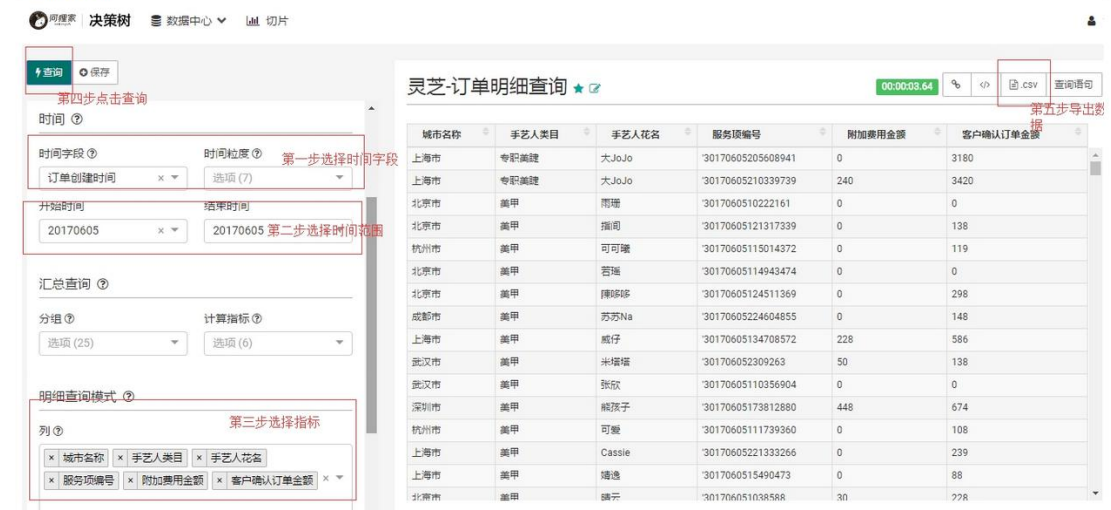 河狸家 决策树 数据中心 切片
查询 保存
第四步点击查询
时间
时间字段 时间粒度 第一步选择时间字段
订单创建时间 × 选项 (7)
开始时间 结束时间
20170605 × 20170605 第二步选择时间范围
汇总查询
分组 计算指标
选项 (25) 选项 (6)
明细查询模式
第三步选择指标
列
× 城市名称 × 手艺人类目 × 手艺人花名
× 服务项编号 × 附加费用金额 × 客户确认订单金额 ×
灵芝-订单明细查询 00:00:03.64 </> .csv 查询语句
第五步导出数据
城市名称 手艺人类目 手艺人花名 服务项编号 附加费用金额 客户确认订单金额
上海市 专职美睫 大JoJo '30170605205608941 0 3180
上海市 专职美睫 大JoJo '30170605210339739 240 3420
北京市 美甲 雨珊 '3017060510222161 0 0
北京市 美甲 指间 '30170605121317339 0 138
杭州市 美甲 可可曦 '30170605115014372 0 119
北京市 美甲 若瑶 '30170605114943474 0 0
北京市 美甲 陳哆哆 '30170605124511369 0 298
成都市 美甲 苏苏Na '30170605224604855 0 148
上海市 美甲 威仔 '30170605134708572 228 586
武汉市 美甲 米塔塔 '301706052309263 50 138
武汉市 美甲 张欣 '30170605110356904 0 0
深圳市 美甲 熊孩子 '30170605173812880 448 674
杭州市 美甲 可爱 '30170605111739360 0 108
上海市 美甲 Cassie '30170605221333266 0 239
上海市 美甲 婧逸 '3017060515490473 0 88
北京市 美甲 晴云 '301706051038588 30 228